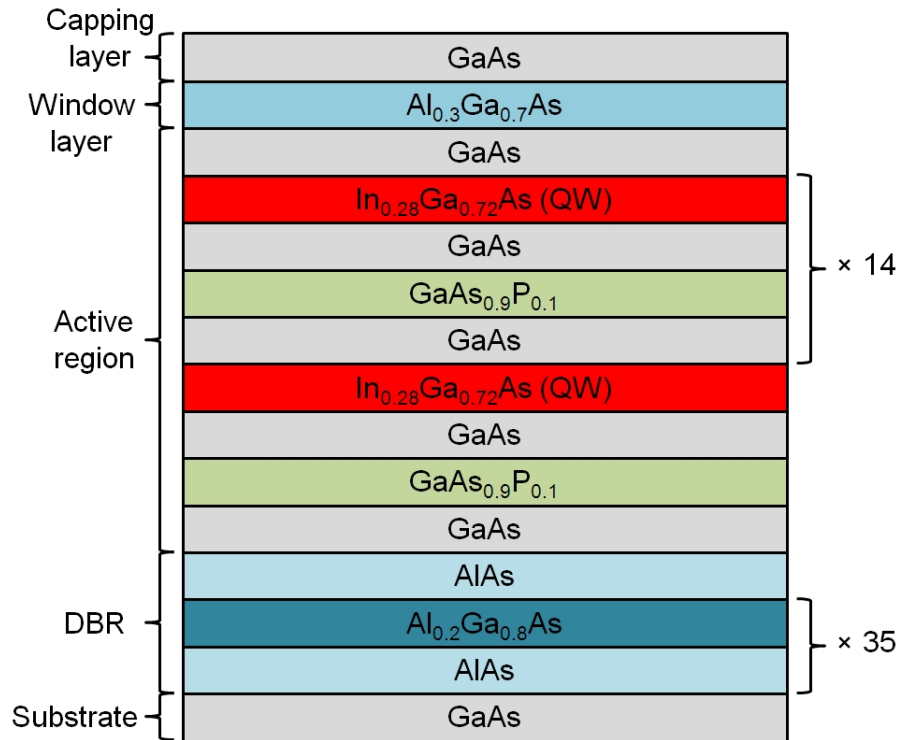 Capping
layer
GaAs
Window
layer
Al0.3Ga0.7As
GaAs
In0.28Ga0.72As (QW)
GaAs
× 14
GaAs0.9P0.1
Active
region
GaAs
In0.28Ga0.72As (QW)
GaAs
GaAs0.9P0.1
GaAs
AlAs
DBR
Al0.2Ga0.8As
× 35
AlAs
Substrate
GaAs